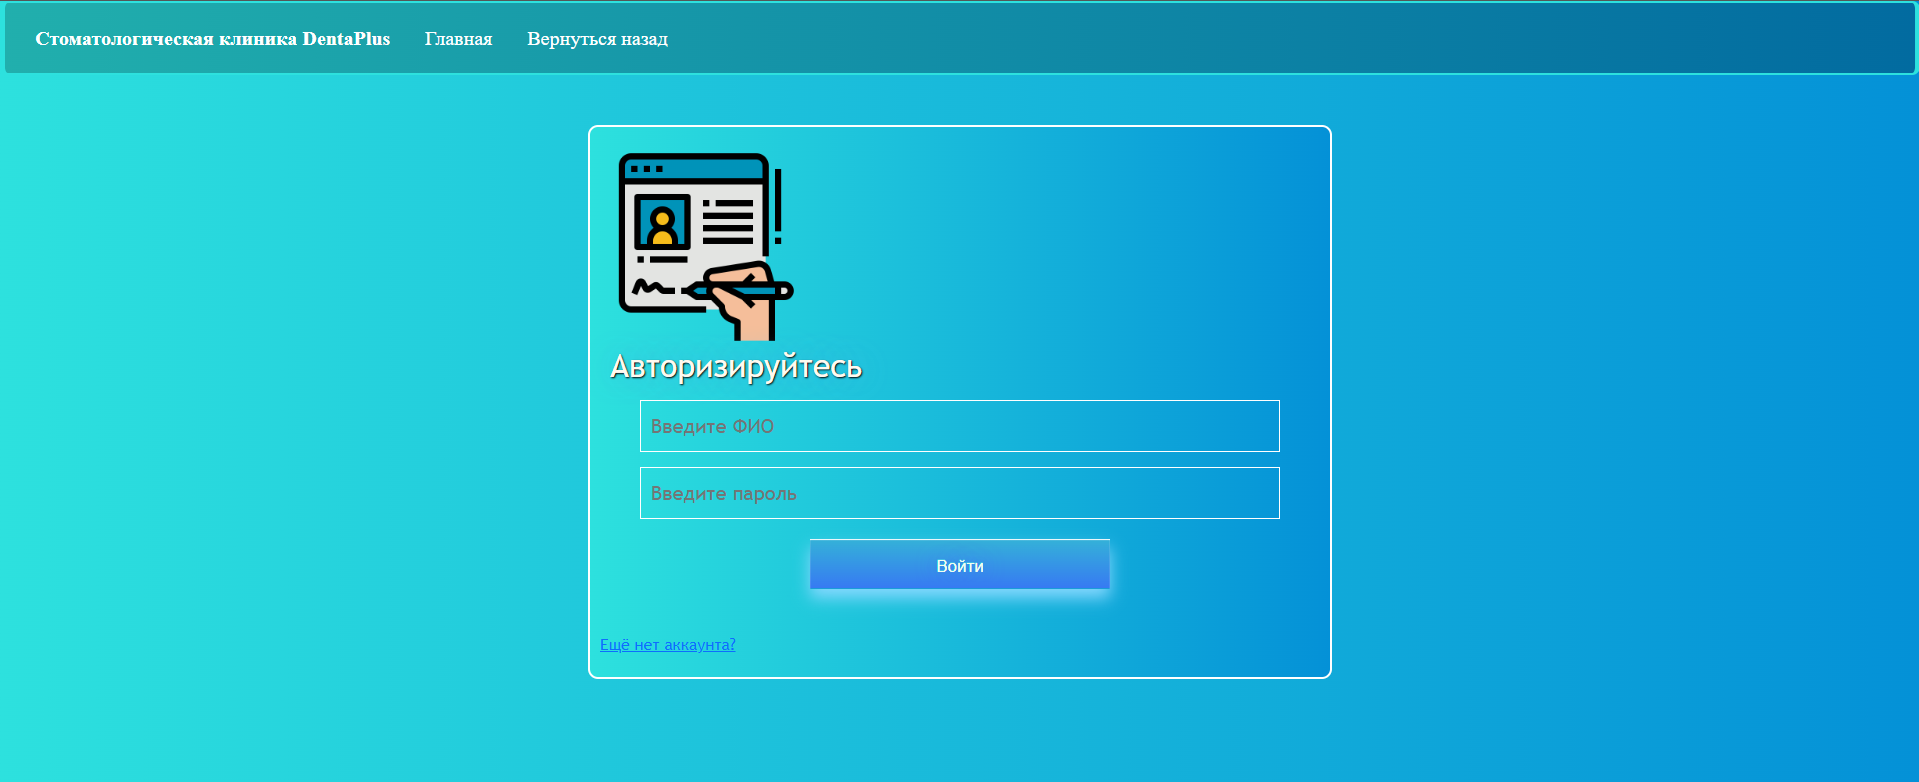 Стоматологическая клиника DentaPlus Главная Вернуться назад
Авторизируйтесь
Введите ФИО
Введите пароль
Войти
Ещё нет аккаунта?